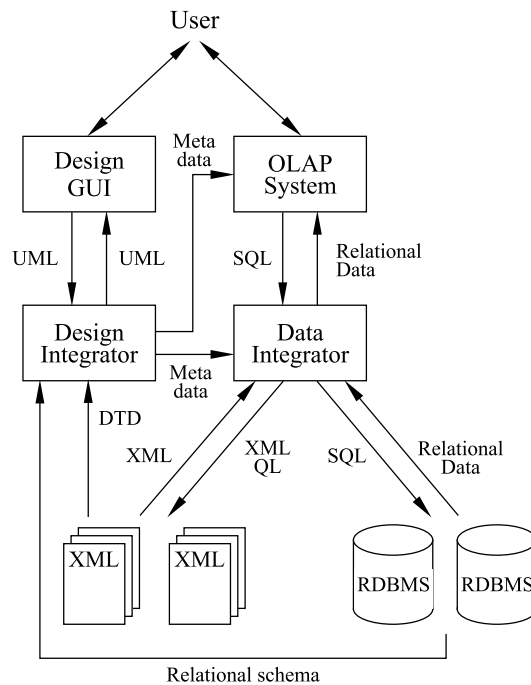 User
Design
GUI
Meta
data
OLAP
System
UML
UML
SQL
Relational
Data
Design
Integrator
Meta
data
Data
Integrator
DTD
XML
XML
QL
SQL
Relational
Data
XML
XML
RDBMS
RDBMS
Relational schema